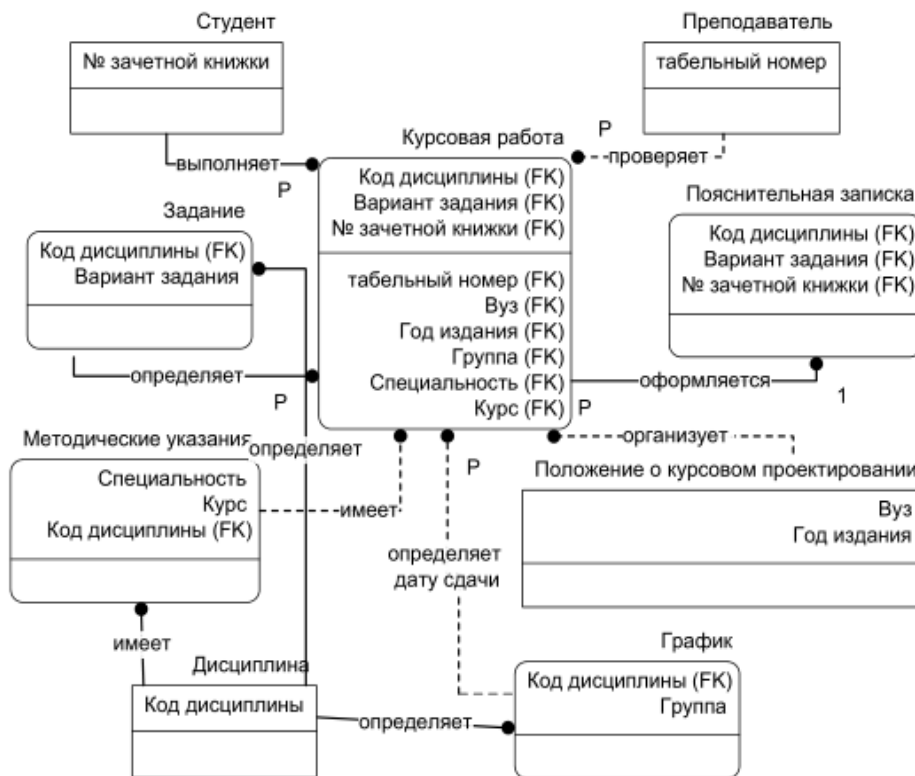 Студент
№ зачетной книжки
Преподаватель
табельный номер
выполняет
Р
Курсовая работа
Код дисциплины (FK)
Вариант задания (FK)
№ зачетной книжки (FK)
табельный номер (FK)
Вуз (FK)
Год издания (FK)
Группа (FK)
Специальность (FK)
Курс (FK)
Р
проверяет
Пояснительная записка
Код дисциплины (FK)
Вариант задания (FK)
№ зачетной книжки (FK)
Задание
Код дисциплины (FK)
Вариант задания
определяет
Р
оформляется
1
Р
организует
Методические указания
Специальность
Курс
Код дисциплины (FK)
определяет
имеет
Р
определяет
дату сдачи
Положение о курсовом проектировании
Вуз
Год издания
имеет
Дисциплина
Код дисциплины
определяет
График
Код дисциплины (FK)
Группа